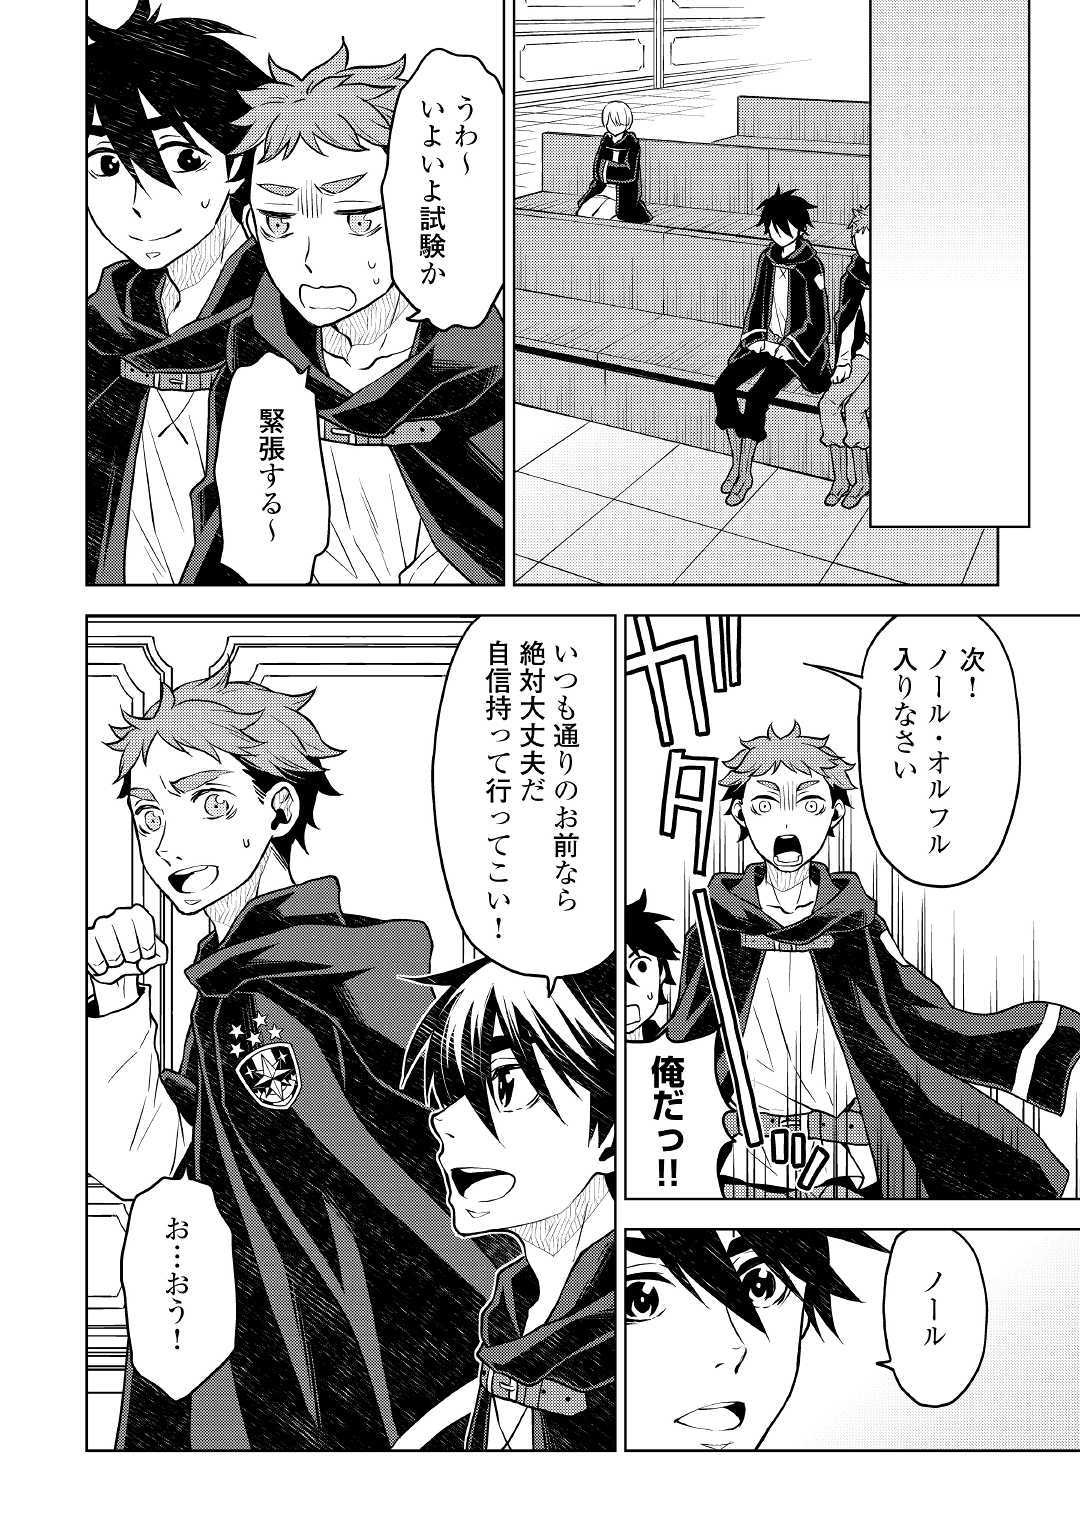 うわ〜
いよいよ試験か
緊張する〜
次！
ノール・オルフル
入りなさい
ガタ
ガタッ
俺だっ!!
ノール
いつも通りのお前なら
絶対大丈夫だ
自信持って行ってこい！
お…おう！